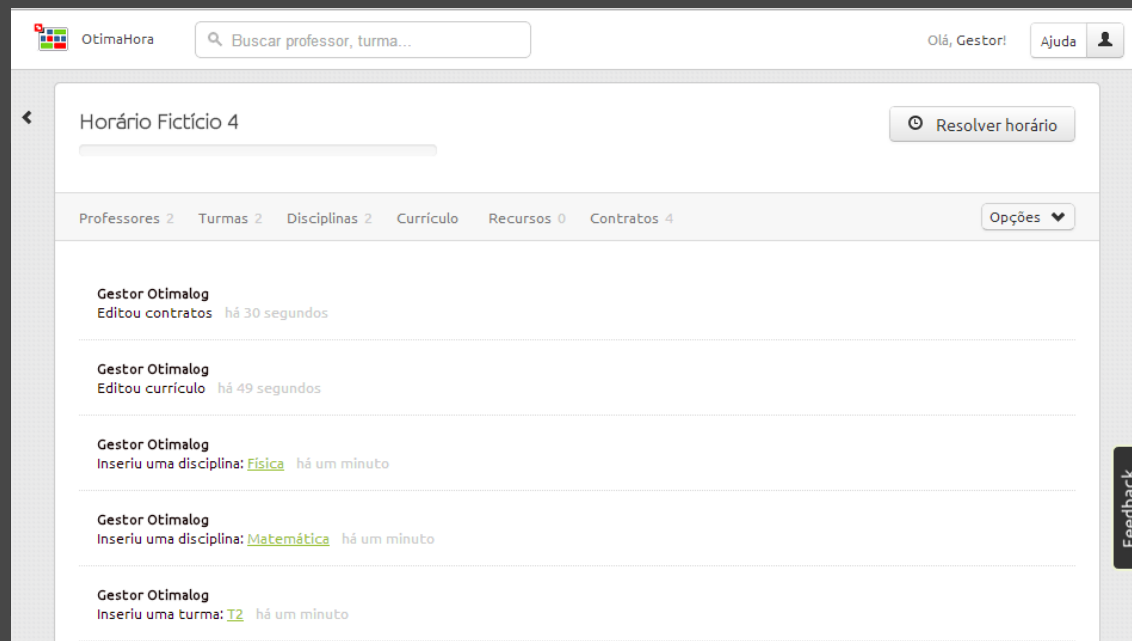 OtimaHora
Buscar professor, turma...
Olá, Gestor!
Ajuda
Horário Fictício 4
Resolver horário
Professores 2
Turmas 2
Disciplinas 2
Currículo
Recursos 0
Contratos 4
Opções
Gestor Otimalog
Editou contratos há 30 segundos
Gestor Otimalog
Editou currículo há 49 segundos
Gestor Otimalog
Inseriu uma disciplina: Física há um minuto
Gestor Otimalog
Inseriu uma disciplina: Matemática há um minuto
Feedback
Gestor Otimalog
Inseriu uma turma: T2 há um minuto